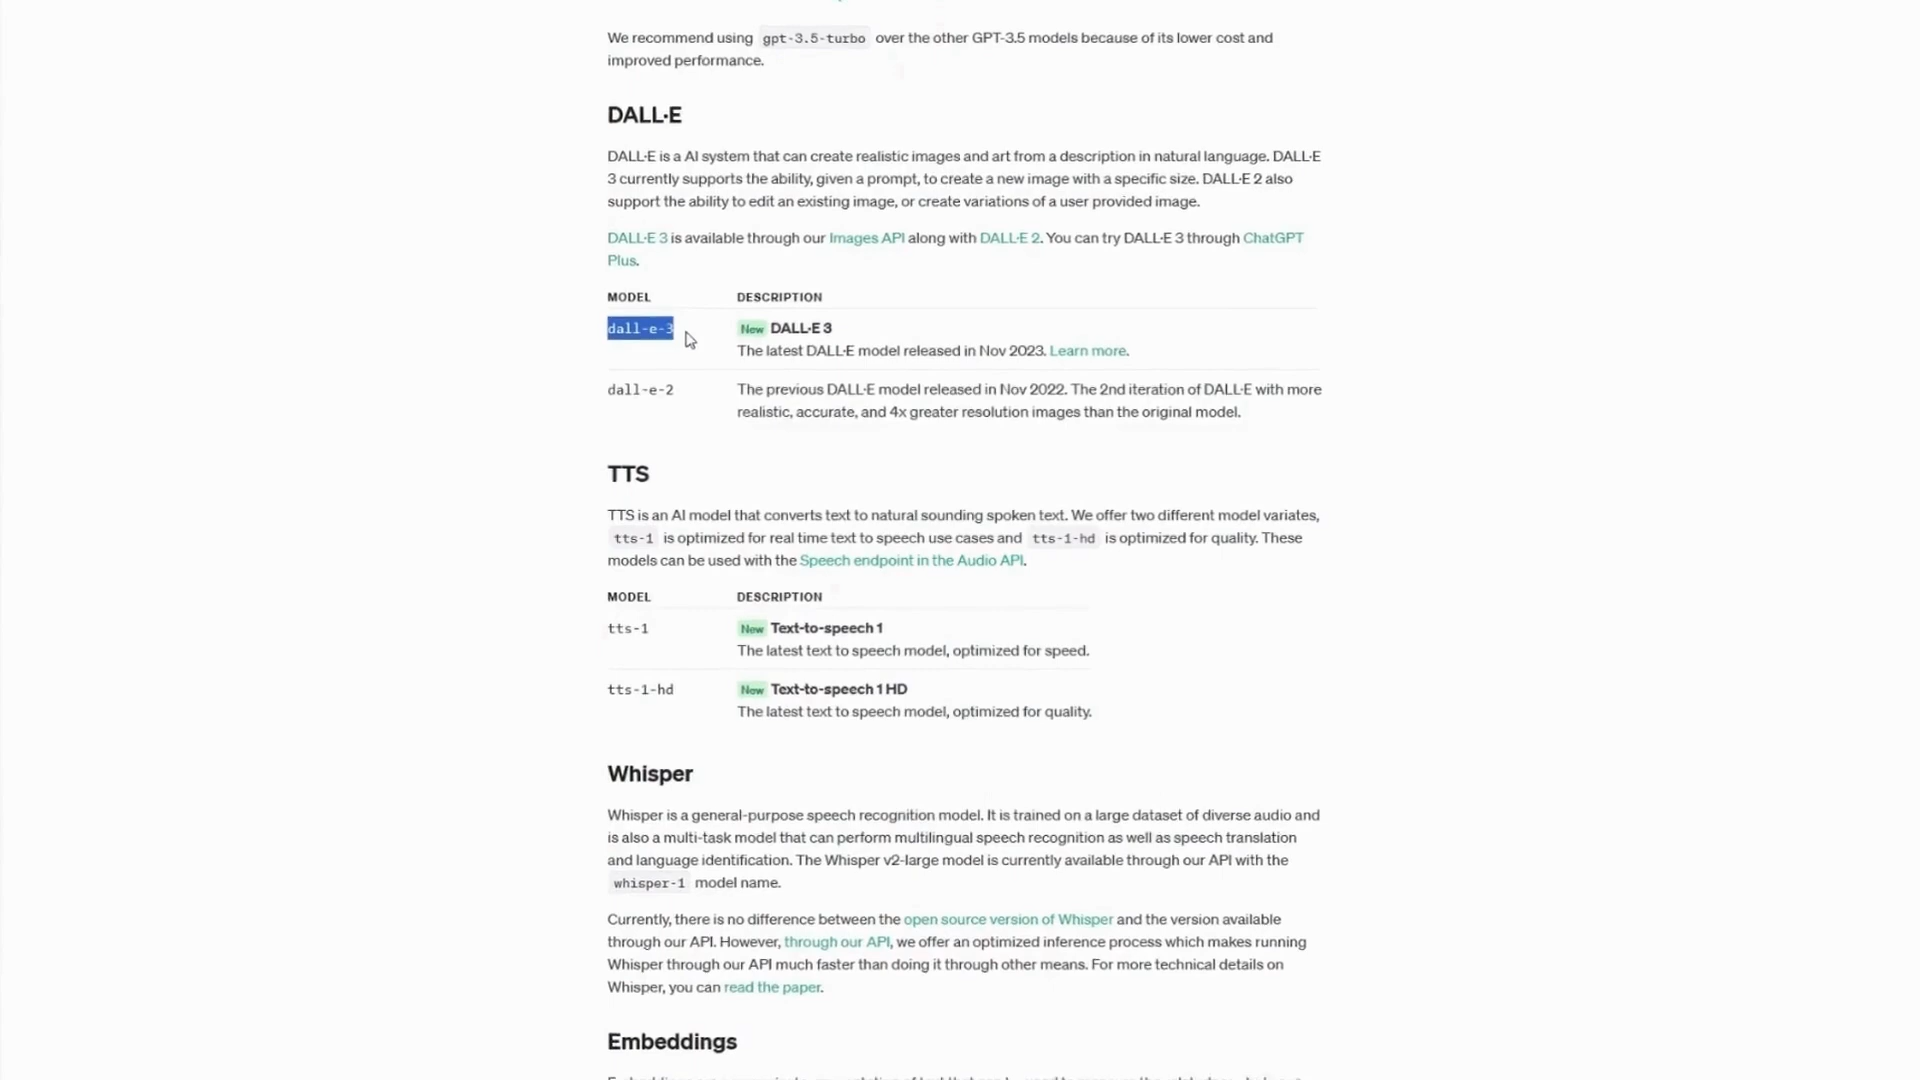 We recommend using gpt-3.5-turbo over the other GPT-3.5 models because of its lower cost and
improved performance.
DALL·E
DALL·E is a AI system that can create realistic images and art from a description in natural language. DALL·E
3 currently supports the ability, given a prompt, to create a new image with a specific size. DALL·E 2 also
support the ability to edit an existing image, or create variations of a user provided image.
DALL·E 3 is available through our Images API along with DALL·E 2. You can try DALL·E 3 through ChatGPT
Plus.
MODEL DESCRIPTION
dall-e-3 New DALL·E 3
The latest DALL·E model released in Nov 2023. Learn more.
dall-e-2 The previous DALL·E model released in Nov 2022. The 2nd iteration of DALL·E with more
realistic, accurate, and 4x greater resolution images than the original model.
TTS
TTS is an AI model that converts text to natural sounding spoken text. We offer two different model variates,
tts-1 is optimized for real time text to speech use cases and tts-1-hd is optimized for quality. These
models can be used with the Speech endpoint in the Audio API.
MODEL DESCRIPTION
tts-1 New Text-to-speech 1
The latest text to speech model, optimized for speed.
tts-1-hd New Text-to-speech 1 HD
The latest text to speech model, optimized for quality.
Whisper
Whisper is a general-purpose speech recognition model. It is trained on a large dataset of diverse audio and
is also a multi-task model that can perform multilingual speech recognition as well as speech translation
and language identification. The Whisper v2-large model is currently available through our API with the
whisper-1 model name.
Currently, there is no difference between the open source version of Whisper and the version available
through our API. However, through our API, we offer an optimized inference process which makes running
Whisper through our API much faster than doing it through other means. For more technical details on
Whisper, you can read the paper.
Embeddings